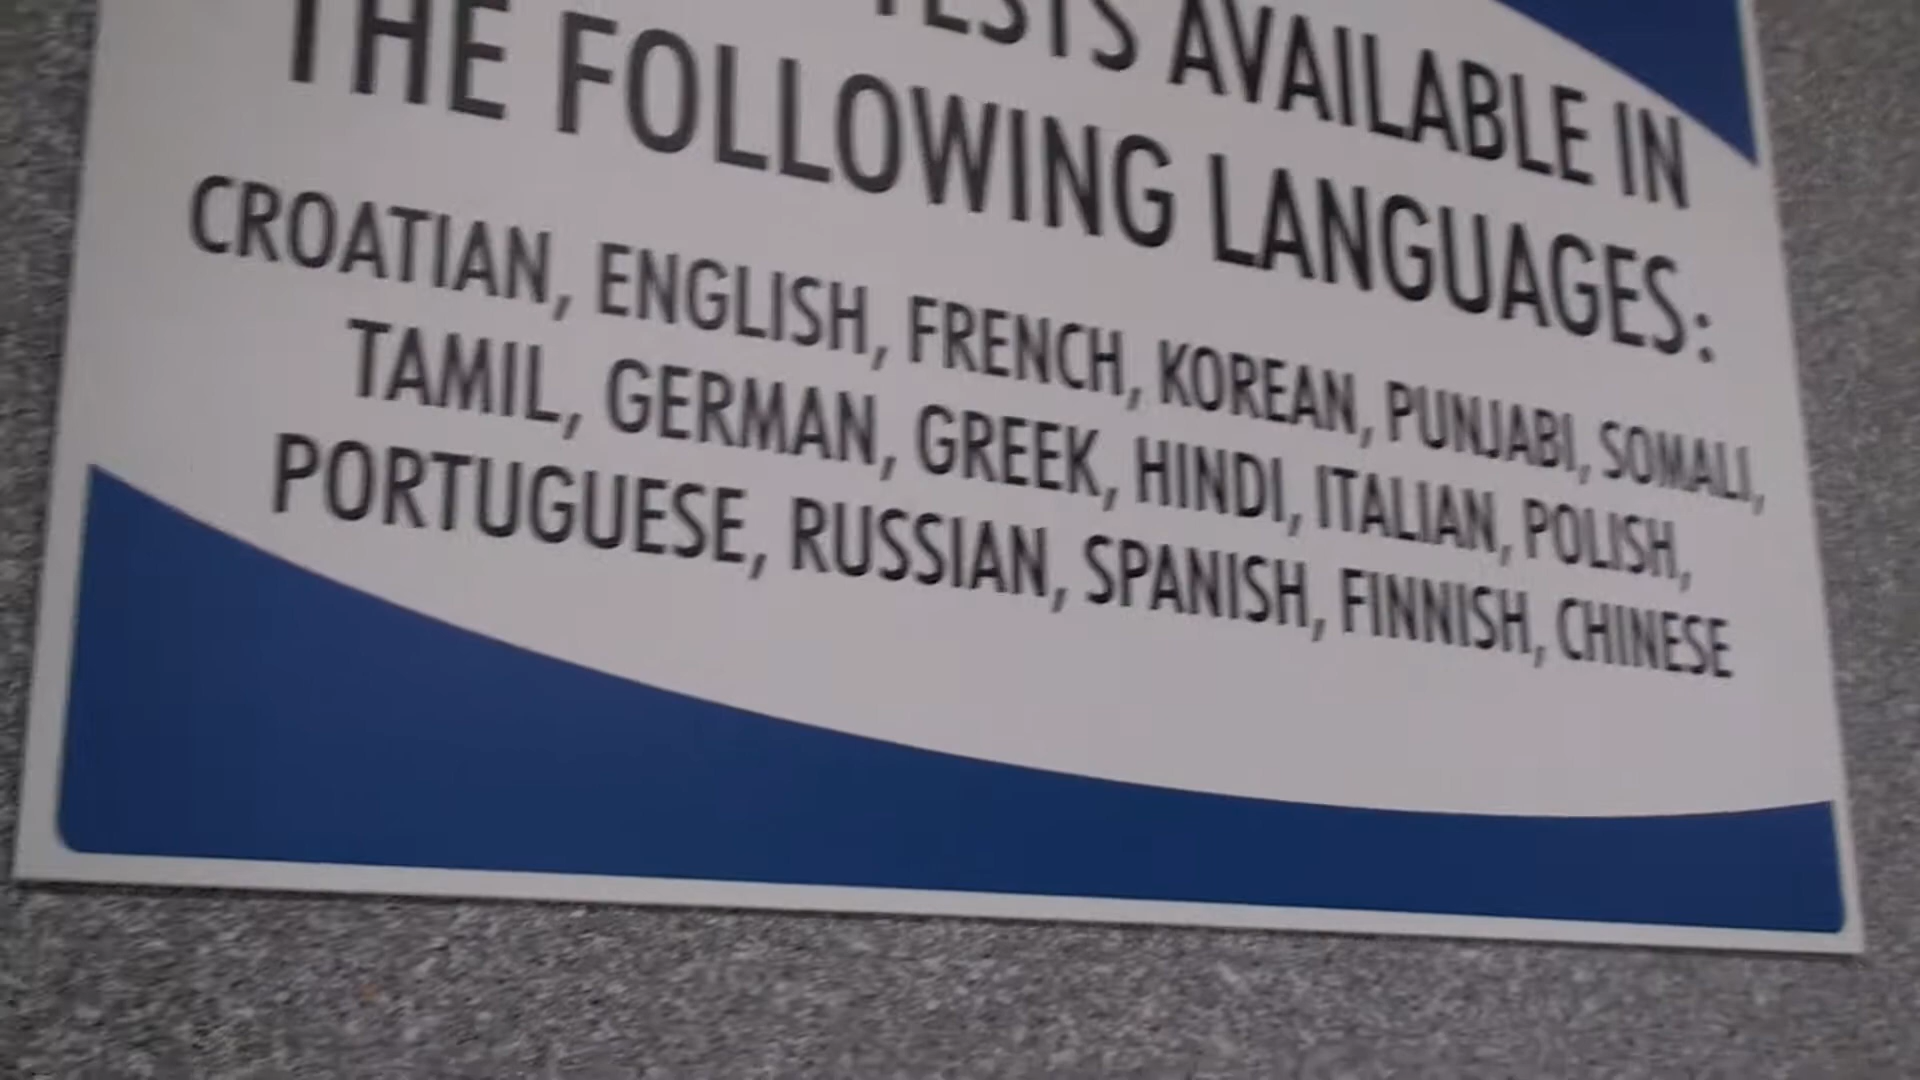 TESTS AVAILABLE IN
THE FOLLOWING LANGUAGES:
CROATIAN, ENGLISH, FRENCH, KOREAN, PUNJABI, SOMALI,
TAMIL, GERMAN, GREEK, HINDI, ITALIAN, POLISH,
PORTUGUESE, RUSSIAN, SPANISH, FINNISH, CHINESE